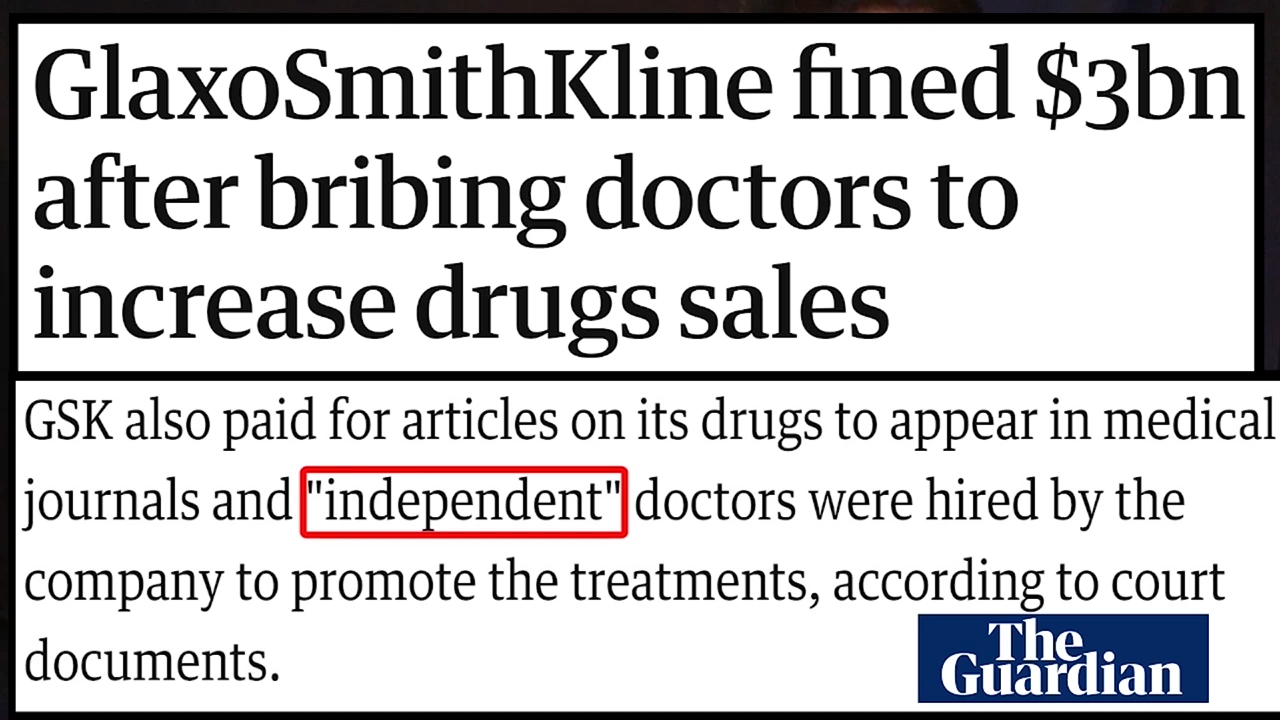 GlaxoSmithKline fined $3bn
after bribing doctors to
increase drugs sales
GSK also paid for articles on its drugs to appear in medical
journals and "independent" doctors were hired by the
company to promote the treatments, according to court
documents.
The
Guardian